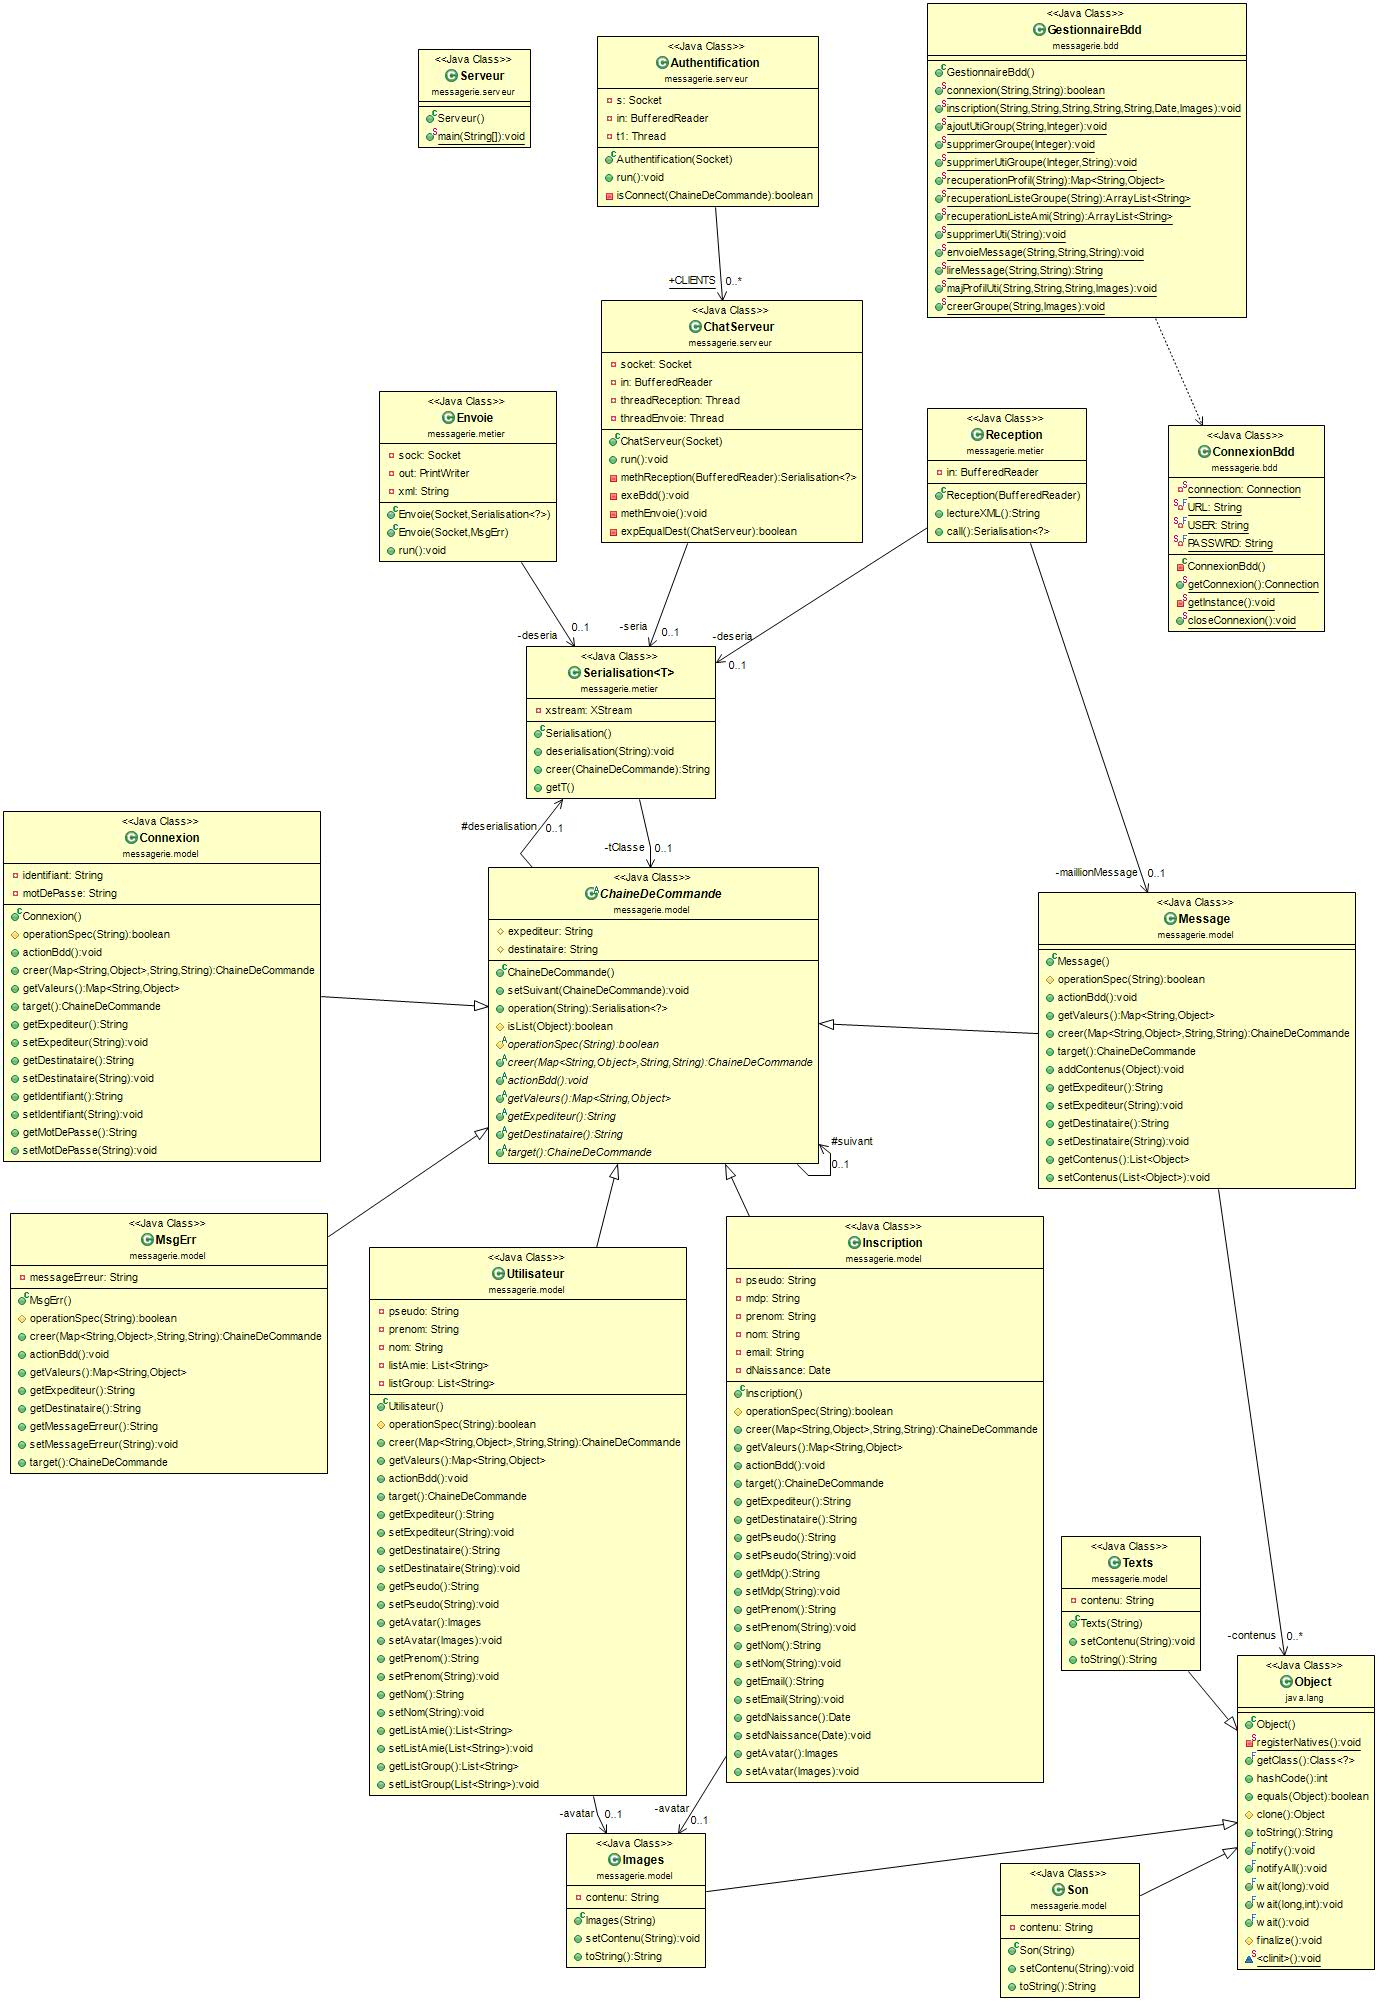 <<Java Class>>
Serveur
messagerie.serveur
Serveur()
main(String[]):void
<<Java Class>>
Authentification
messagerie.serveur
s: Socket
in: BufferedReader
t1: Thread
Authentification(Socket)
run():void
isConnect(ChaineDeCommande):boolean
<<Java Class>>
GestionnaireBdd
messagerie.bdd
GestionnaireBdd()
connexion(String,String):boolean
inscription(String,String,String,String,String,Date,Images):void
ajoutUtiGroup(String,Integer):void
supprimerGroupe(Integer):void
supprimerUtiGroupe(Integer,String):void
recuperationProfil(String):Map<String,Object>
recuperationListeGroupe(String):ArrayList<String>
recuperationListeAmi(String):ArrayList<String>
supprimerUti(String):void
envoieMessage(String,String,String):void
lireMessage(String,String):String
majProfilUti(String,String,String,Images):void
creerGroupe(String,Images):void
+CLIENTS
0..*
<<Java Class>>
ChatServeur
messagerie.serveur
socket: Socket
in: BufferedReader
threadReception: Thread
threadEnvoie: Thread
ChatServeur(Socket)
run():void
methReception(BufferedReader):Serialisation<?>
exeBdd():void
methEnvoie():void
expEqualDest(ChatServeur):boolean
<<Java Class>>
Envoie
messagerie.metier
sock: Socket
out: PrintWriter
xml: String
Envoie(Socket,Serialisation<?>)
Envoie(Socket,MsgErr)
run():void
<<Java Class>>
Reception
messagerie.metier
in: BufferedReader
Reception(BufferedReader)
lectureXML():String
call():Serialisation<?>
<<Java Class>>
ConnexionBdd
messagerie.bdd
connection: Connection
URL: String
USER: String
PASSWRD: String
ConnexionBdd()
getConnexion():Connection
getInstance():void
closeConnexion():void
-deseria
0..1
-seria
0..1
-deseria
0..1
<<Java Class>>
Serialisation<T>
messagerie.metier
xstream: XStream
Serialisation()
deserialisation(String):void
creer(ChaineDeCommande):String
getT()
#deserialisation
0..1
-tClasse
0..1
-maillionMessage
0..1
<<Java Class>>
Connexion
messagerie.model
identifiant: String
motDePasse: String
Connexion()
operationSpec(String):boolean
actionBdd():void
creer(Map<String,Object>,String,String):ChaineDeCommande
getValeurs():Map<String,Object>
target():ChaineDeCommande
getExpediteur():String
setExpediteur(String):void
getDestinataire():String
setDestinataire(String):void
getIdentifiant():String
setIdentifiant(String):void
getMotDePasse():String
setMotDePasse(String):void
<<Java Class>>
ChaineDeCommande
messagerie.model
expediteur: String
destinataire: String
ChaineDeCommande()
setSuivant(ChaineDeCommande):void
operation(String):Serialisation<?>
isList(Object):boolean
operationSpec(String):boolean
creer(Map<String,Object>,String,String):ChaineDeCommande
actionBdd():void
getValeurs():Map<String,Object>
getExpediteur():String
getDestinataire():String
target():ChaineDeCommande
#suivant
0..1
<<Java Class>>
Message
messagerie.model
Message()
operationSpec(String):boolean
actionBdd():void
getValeurs():Map<String,Object>
creer(Map<String,Object>,String,String):ChaineDeCommande
target():ChaineDeCommande
addContenus(Object):void
getExpediteur():String
setExpediteur(String):void
getDestinataire():String
setDestinataire(String):void
getContenus():List<Object>
setContenus(List<Object>):void
<<Java Class>>
MsgErr
messagerie.model
messageErreur: String
MsgErr()
operationSpec(String):boolean
creer(Map<String,Object>,String,String):ChaineDeCommande
actionBdd():void
getValeurs():Map<String,Object>
getExpediteur():String
getDestinataire():String
getMessageErreur():String
setMessageErreur(String):void
target():ChaineDeCommande
<<Java Class>>
Utilisateur
messagerie.model
pseudo: String
prenom: String
nom: String
listAmie: List<String>
listGroup: List<String>
Utilisateur()
operationSpec(String):boolean
creer(Map<String,Object>,String,String):ChaineDeCommande
getValeurs():Map<String,Object>
actionBdd():void
target():ChaineDeCommande
getExpediteur():String
setExpediteur(String):void
getDestinataire():String
setDestinataire(String):void
getPseudo():String
setPseudo(String):void
getAvatar():Images
setAvatar(Images):void
getPrenom():String
setPrenom(String):void
getNom():String
setNom(String):void
getListAmie():List<String>
setListAmie(List<String>):void
getListGroup():List<String>
setListGroup(List<String>):void
<<Java Class>>
Inscription
messagerie.model
pseudo: String
mdp: String
prenom: String
nom: String
email: String
dNaissance: Date
Inscription()
operationSpec(String):boolean
creer(Map<String,Object>,String,String):ChaineDeCommande
getValeurs():Map<String,Object>
actionBdd():void
target():ChaineDeCommande
getExpediteur():String
getDestinataire():String
getPseudo():String
setPseudo(String):void
getMdp():String
setMdp(String):void
getPrenom():String
setPrenom(String):void
getNom():String
setNom(String):void
getEmail():String
setEmail(String):void
getdNaissance():Date
setdNaissance(Date):void
getAvatar():Images
setAvatar(Images):void
<<Java Class>>
Texts
messagerie.model
contenu: String
Texts(String)
setContenu(String):void
toString():String
-contenus
0..*
<<Java Class>>
Object
java.lang
Object()
registerNatives():void
getClass():Class<?>
hashCode():int
equals(Object):boolean
clone():Object
toString():String
notify():void
notifyAll():void
wait(long):void
wait(long,int):void
wait():void
finalize():void
<clinit>():void
-avatar
0..1
-avatar
0..1
<<Java Class>>
Images
messagerie.model
contenu: String
Images(String)
setContenu(String):void
toString():String
<<Java Class>>
Son
messagerie.model
contenu: String
Son(String)
setContenu(String):void
toString():String